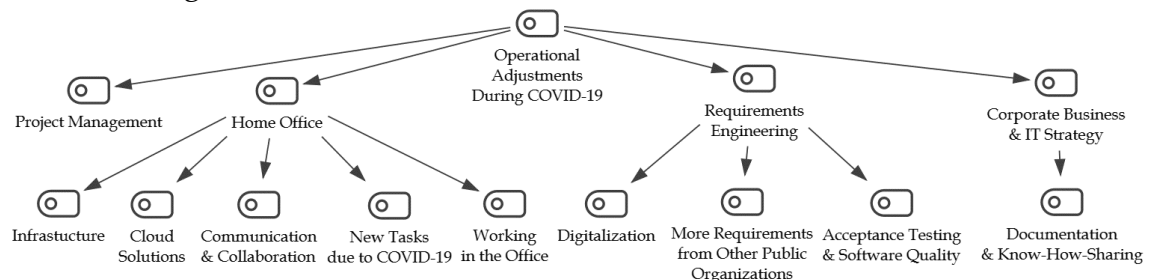 Operational
Adjustments
During COVID-19
Project Management
Home Office
Requirements
Engineering
Corporate Business
& IT Strategy
Infrastucture
Cloud
Solutions
Communication
& Collaboration
New Tasks
due to COVID-19
Working
in the Office
Digitalization
More Requirements
from Other Public
Organizations
Acceptance Testing
& Software Quality
Documentation
& Know-How-Sharing